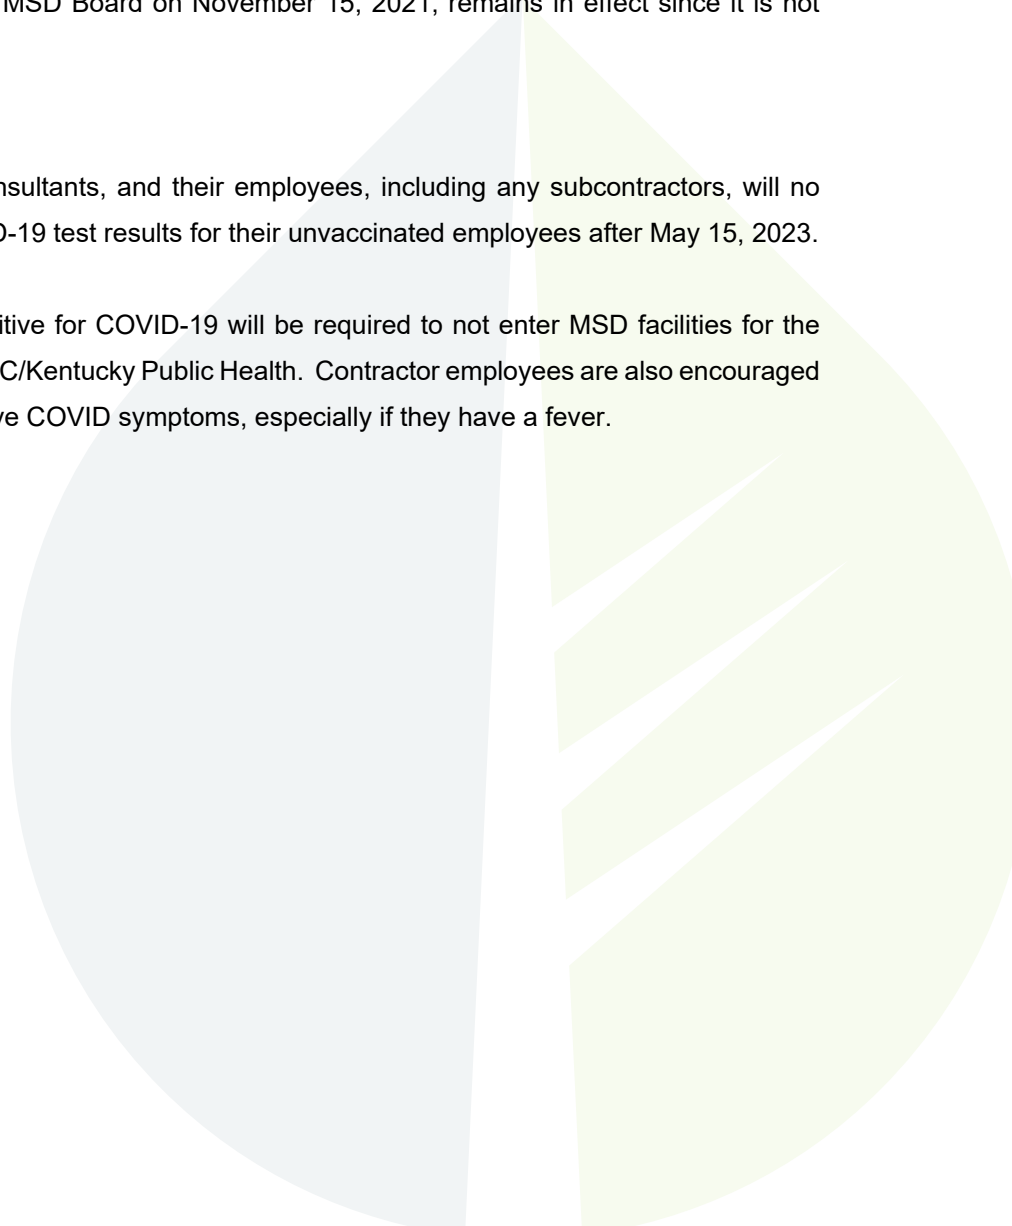 MSD Board on November 15, 2021, remains in effect since it is not
nsultants, and their employees, including any subcontractors, will no
D-19 test results for their unvaccinated employees after May 15, 2023.
itive for COVID-19 will be required to not enter MSD facilities for the
C/Kentucky Public Health. Contractor employees are also encouraged
ve COVID symptoms, especially if they have a fever.